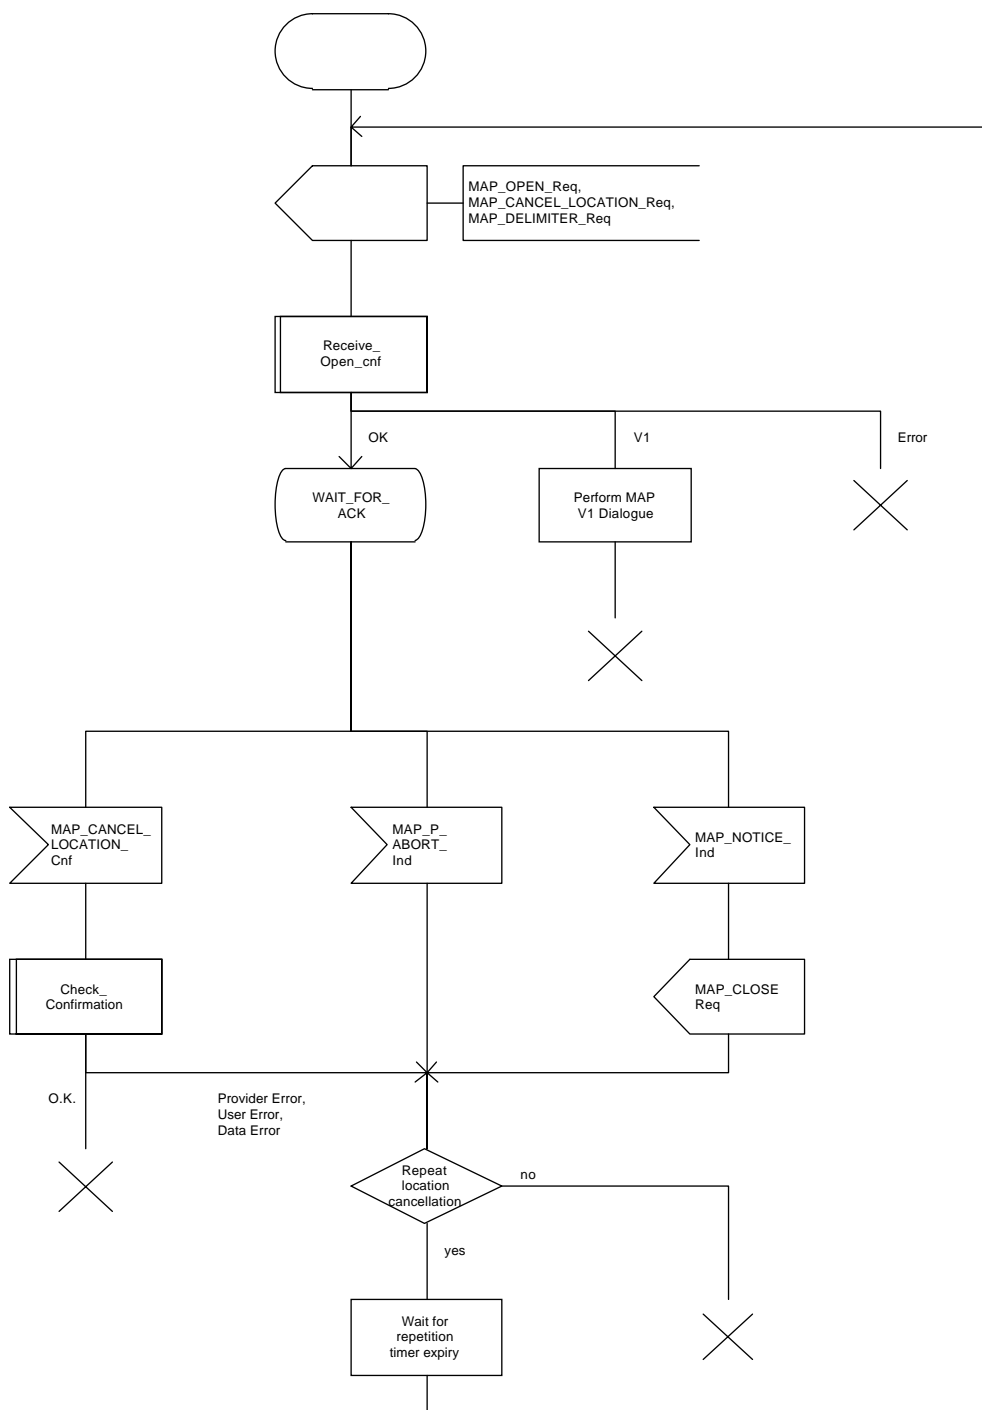 MAP_OPEN_Req,
MAP_CANCEL_LOCATION_Req,
MAP_DELIMITER_Req
Receive_
Open_cnf
OK
V1
Error
WAIT_FOR_
ACK
Perform MAP
V1 Dialogue
MAP_CANCEL_
LOCATION_
Cnf
MAP_P_
ABORT_
Ind
MAP_NOTICE_
Ind
Check_
Confirmation
MAP_CLOSE
Req
O.K.
Provider Error,
User Error,
Data Error
Repeat
location
cancellation
no
yes
Wait for
repetition
timer expiry